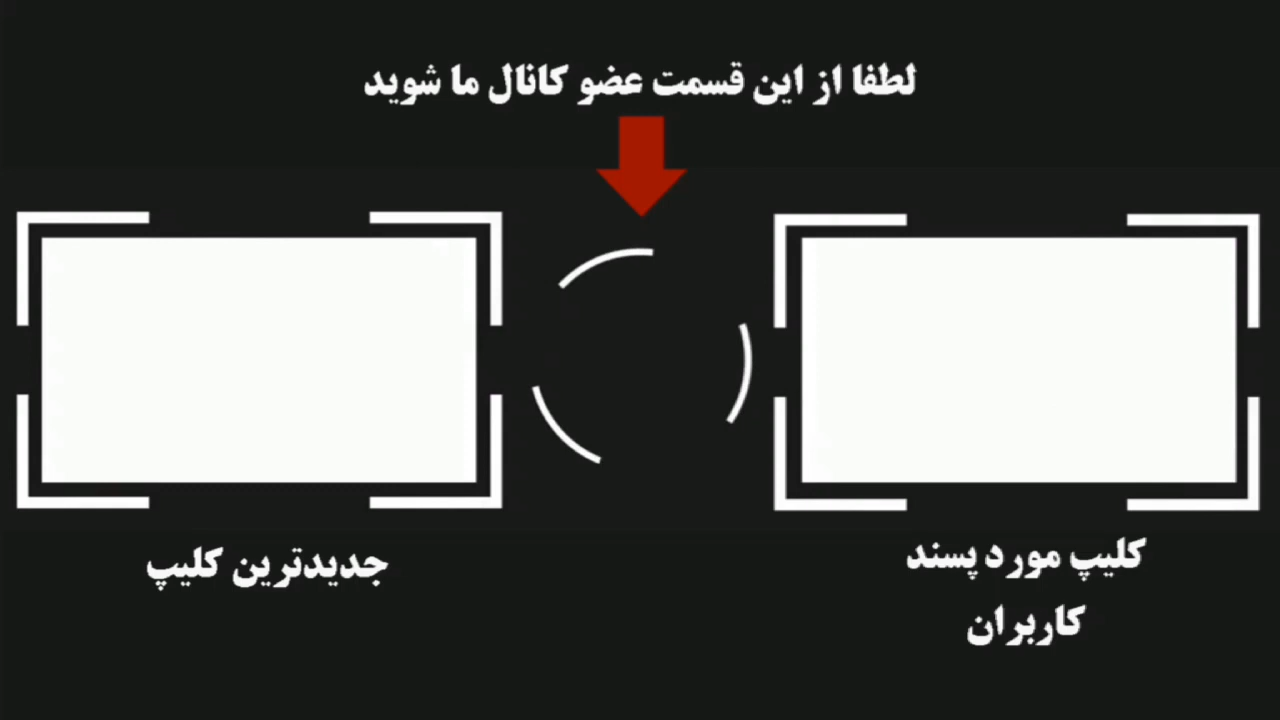 لطفا از این قسمت عضو کانال ما شوید
کلیپ مورد پسند
کاربران
جدیدترین کلیپ